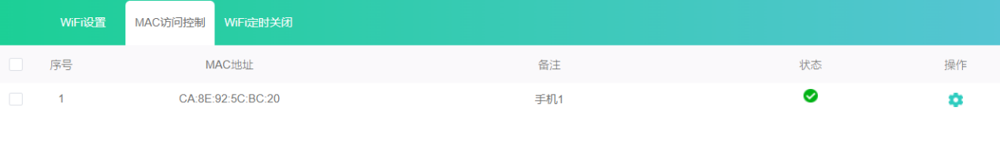 WiFi设置 MAC访问控制 WiFi定时关闭
序号 MAC地址 备注 状态 操作
1 CA:8E:92:5C:BC:20 手机1